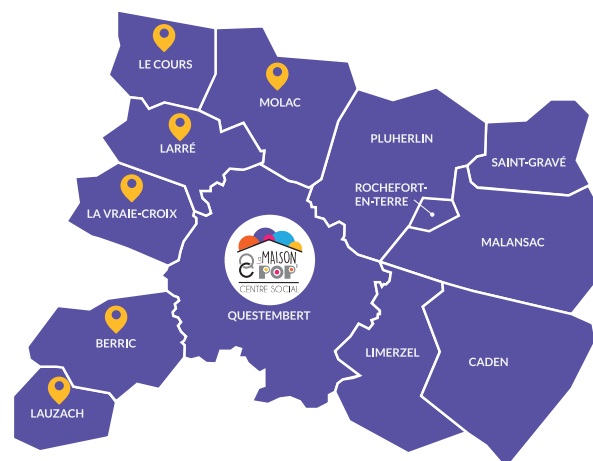 LE COURS
MOLAC
LARRÉ
PLUHERLIN
SAINT-GRAVÉ
ROCHEFORT-
EN-TERRE
LA VRAIE-CROIX
MALANSAC
LA MAISON
POP'
CENTRE SOCIAL
QUESTEMBERT
BERRIC
LIMERZEL
CADEN
LAUZACH